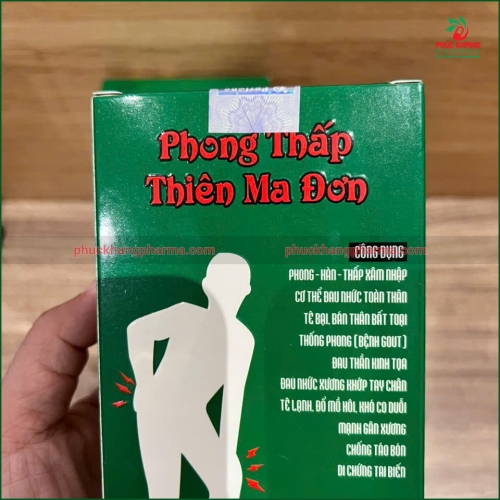 PHUC KHANG
Phong Thấp
Thiên Ma Đơn
phuckhangpharma.com
phuckhangpharma.com
CÔNG DỤNG
PHONG - HÀN - THẤP XÂM NHẬP
CƠ THỂ ĐAU NHỨC TOÀN THÂN
TÊ BẠI, BÁN THÂN BẤT TOẠI
THỐNG PHONG (BỆNH GOUT)
ĐAU THẦN KINH TỌA
ĐAU NHỨC XƯƠNG KHỚP TAY CHÂN
TÊ LẠNH, ĐỔ MỒ HÔI, KHÓ CO DUỖI
MẠNH GÂN XƯƠNG
CHỐNG TÁO BÓN
DI CHỨNG TAI BIẾN